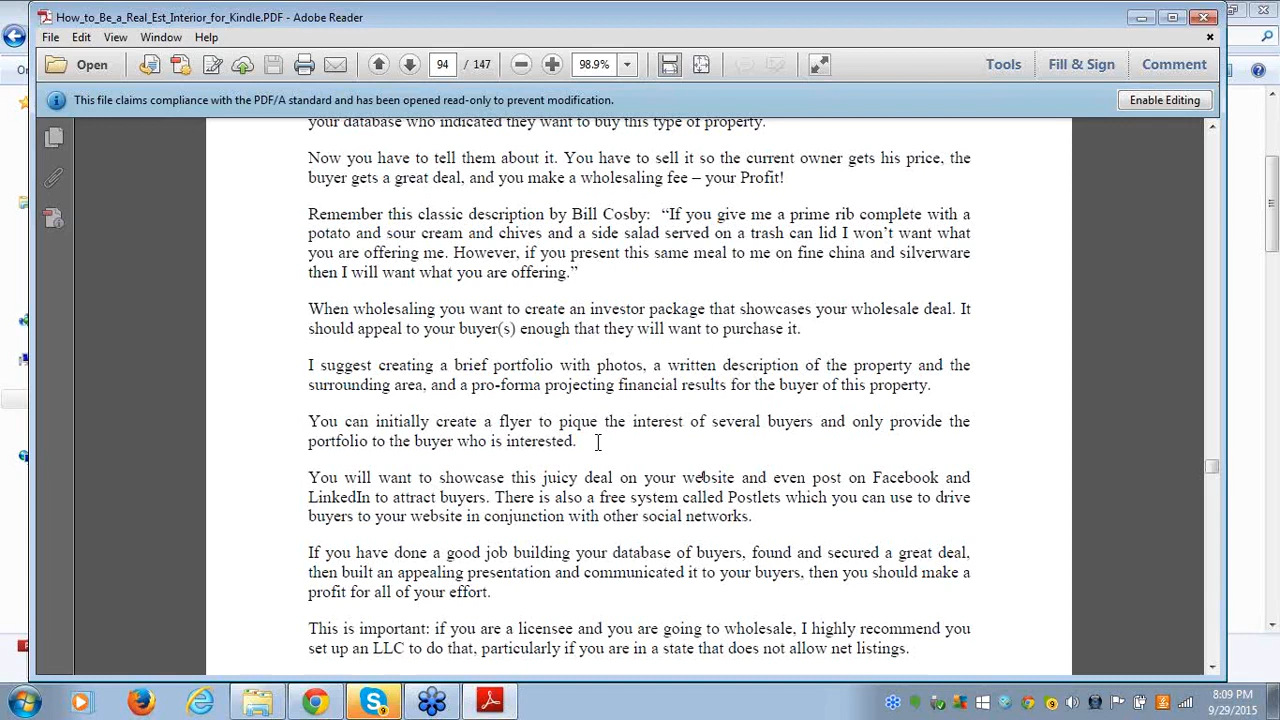 How_to_Be_a_Real_Est_Interior_for_Kindle.PDF - Adobe Reader
File Edit View Window Help
Open 94 / 147 98.9% Tools Fill & Sign Comment
This file claims compliance with the PDF/A standard and has been opened read-only to prevent modification. Enable Editing
your database who indicated they want to buy this type of property.
Now you have to tell them about it. You have to sell it so the current owner gets his price, the
buyer gets a great deal, and you make a wholesaling fee – your Profit!
Remember this classic description by Bill Cosby: “If you give me a prime rib complete with a
potato and sour cream and chives and a side salad served on a trash can lid I won’t want what
you are offering me. However, if you present this same meal to me on fine china and silverware
then I will want what you are offering.”
When wholesaling you want to create an investor package that showcases your wholesale deal. It
should appeal to your buyer(s) enough that they will want to purchase it.
I suggest creating a brief portfolio with photos, a written description of the property and the
surrounding area, and a pro-forma projecting financial results for the buyer of this property.
You can initially create a flyer to pique the interest of several buyers and only provide the
portfolio to the buyer who is interested.
You will want to showcase this juicy deal on your website and even post on Facebook and
LinkedIn to attract buyers. There is also a free system called Postlets which you can use to drive
buyers to your website in conjunction with other social networks.
If you have done a good job building your database of buyers, found and secured a great deal,
then built an appealing presentation and communicated it to your buyers, then you should make a
profit for all of your effort.
This is important: if you are a licensee and you are going to wholesale, I highly recommend you
set up an LLC to do that, particularly if you are in a state that does not allow net listings.
8:09 PM
9/29/2015